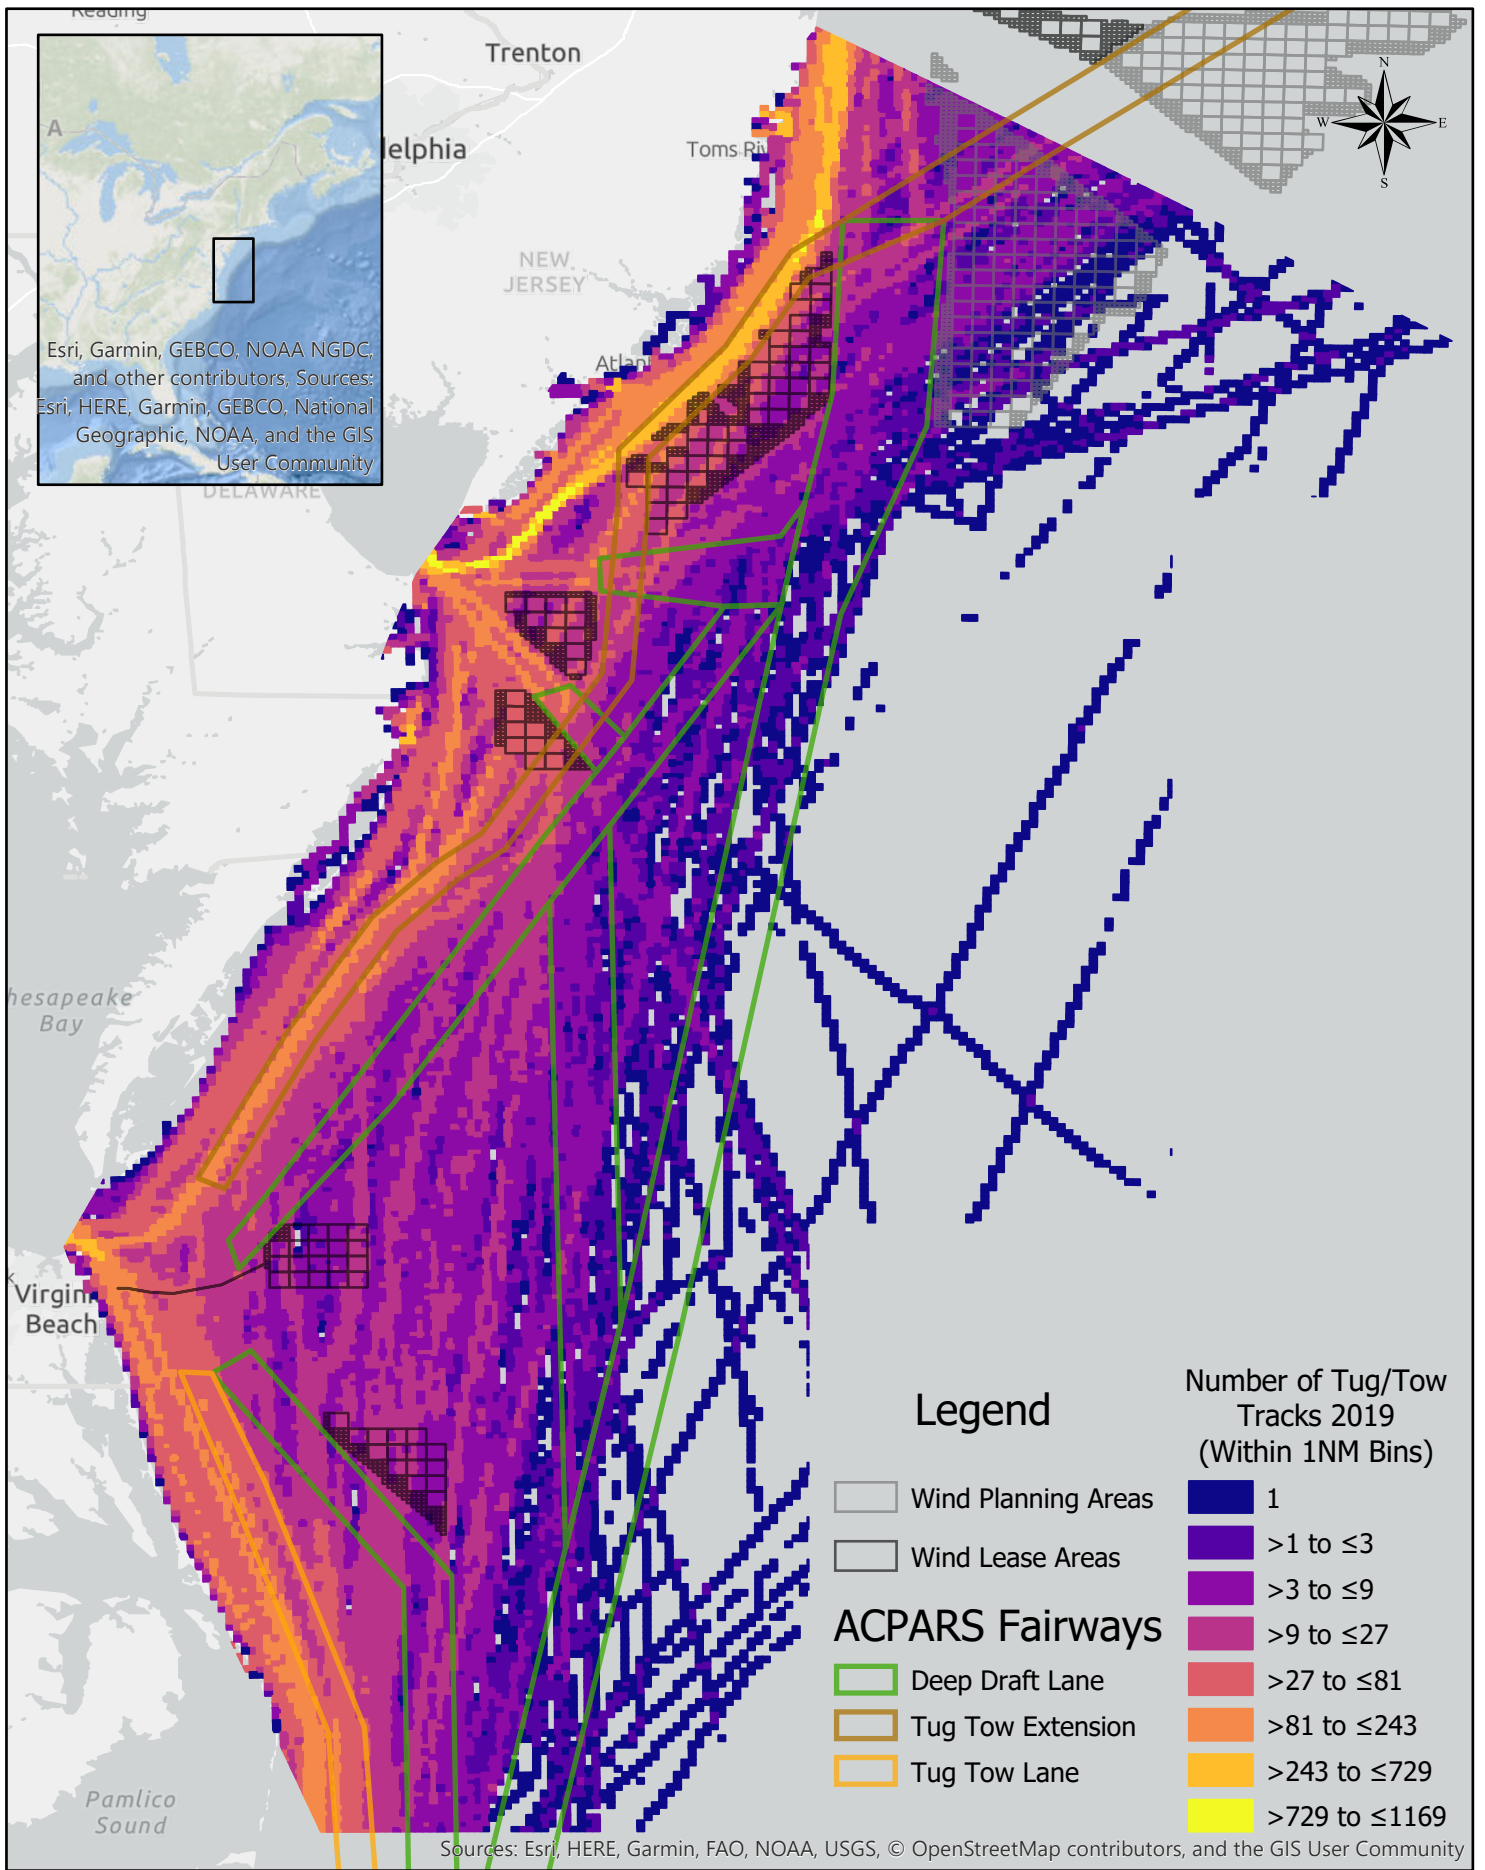 Reading
Trenton
lelphia
Toms Riv
NEW
JERSEY
Atlant
A
Esri, Garmin, GEBCO, NOAA NGDC,
and other contributors, Sources:
Esri, HERE, Garmin, GEBCO, National
Geographic, NOAA, and the GIS
User Community
DELAWARE
N
W
E
S
hesapeake
Bay
k
Virgin
Beach
Pamlico
Sound
Legend
Wind Planning Areas
Wind Lease Areas
ACPARS Fairways
Deep Draft Lane
Tug Tow Extension
Tug Tow Lane
Number of Tug/Tow
Tracks 2019
(Within 1NM Bins)
1
>1 to ≤3
>3 to ≤9
>9 to ≤27
>27 to ≤81
>81 to ≤243
>243 to ≤729
>729 to ≤1169
Sources: Esri, HERE, Garmin, FAO, NOAA, USGS, © OpenStreetMap contributors, and the GIS User Community